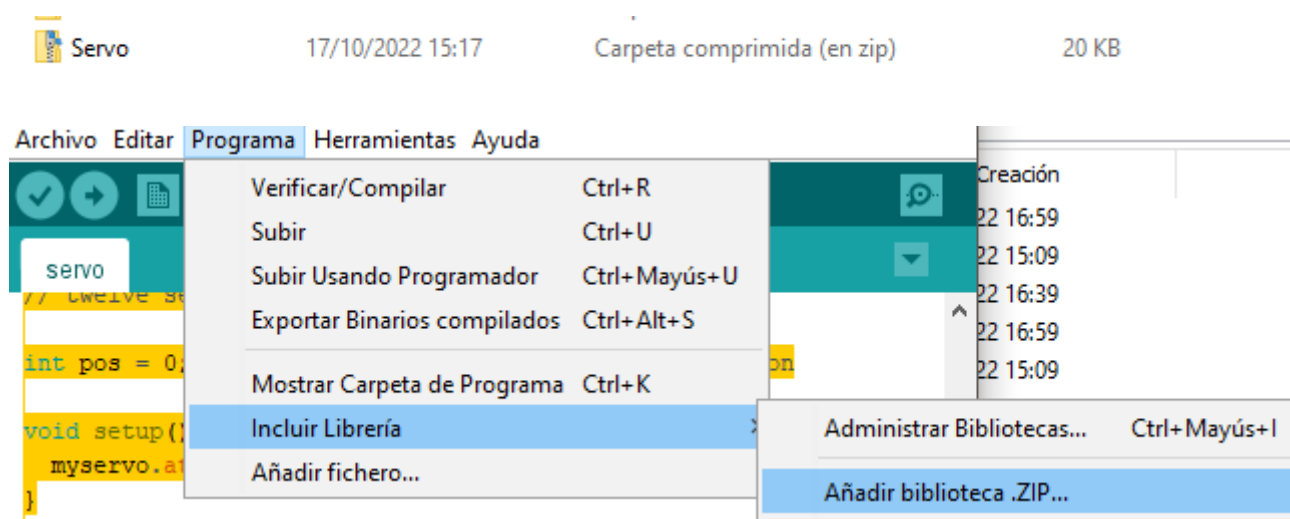 Servo 17/10/2022 15:17 Carpeta comprimida (en zip) 20 KB
Archivo Editar Programa Herramientas Ayuda
Creación
Verificar/Compilar Ctrl+R
22 16:59
Subir Ctrl+U
22 15:09
servo
Subir Usando Programador Ctrl+Mayús+U
22 16:39
// twelve se
Exportar Binarios compilados Ctrl+Alt+S
22 16:59
int pos = 0; on
22 15:09
Mostrar Carpeta de Programa Ctrl+K
void setup()
Incluir Librería
Administrar Bibliotecas... Ctrl+Mayús+I
myservo.at
Añadir fichero...
Añadir biblioteca .ZIP...
}